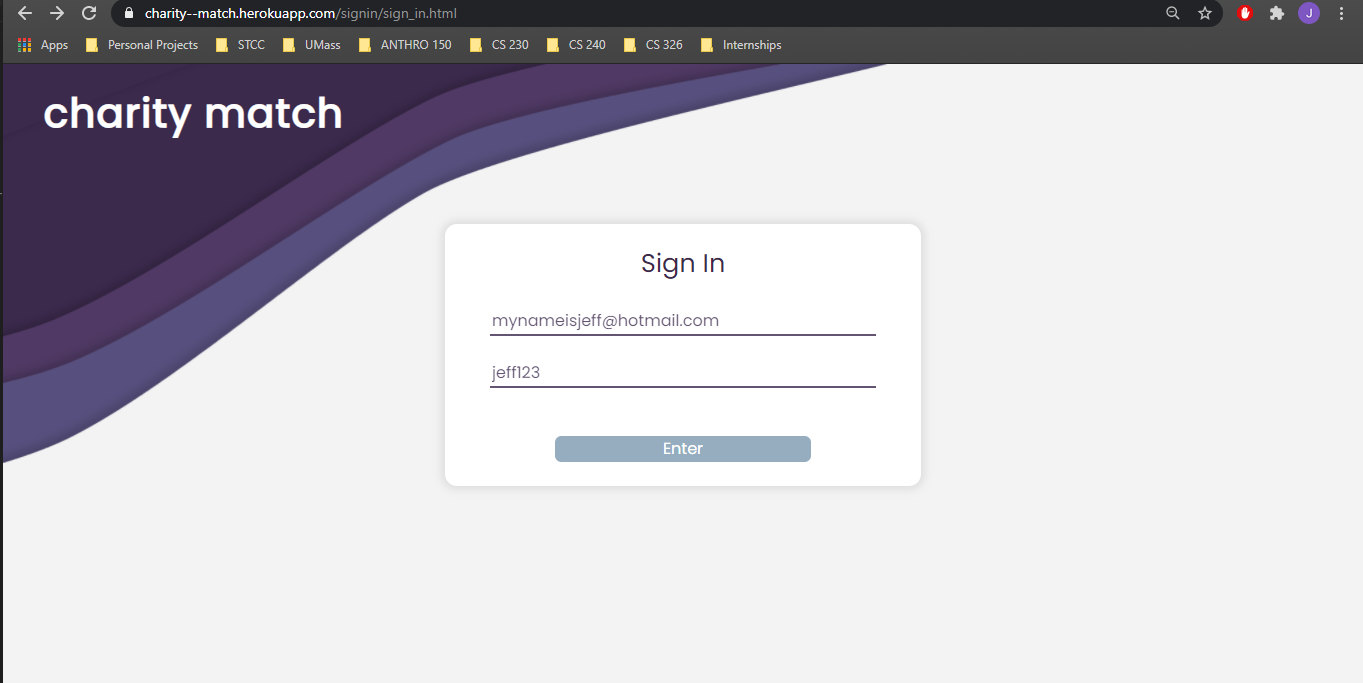 charity--match.herokuapp.com/signin/sign_in.html
J
Apps Personal Projects STCC UMass ANTHRO 150 CS 230 CS 240 CS 326 Internships
charity match
Sign In
mynameisjeff@hotmail.com
jeff123
Enter